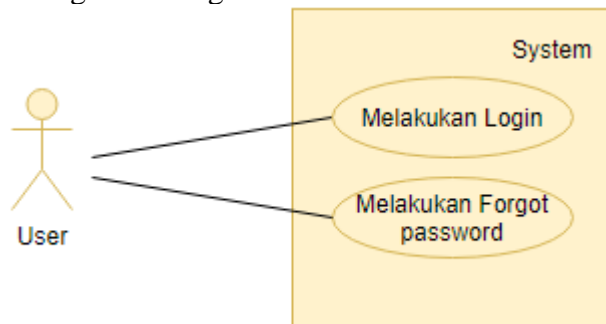 System
Melakukan Login
Melakukan Forgot
password
User